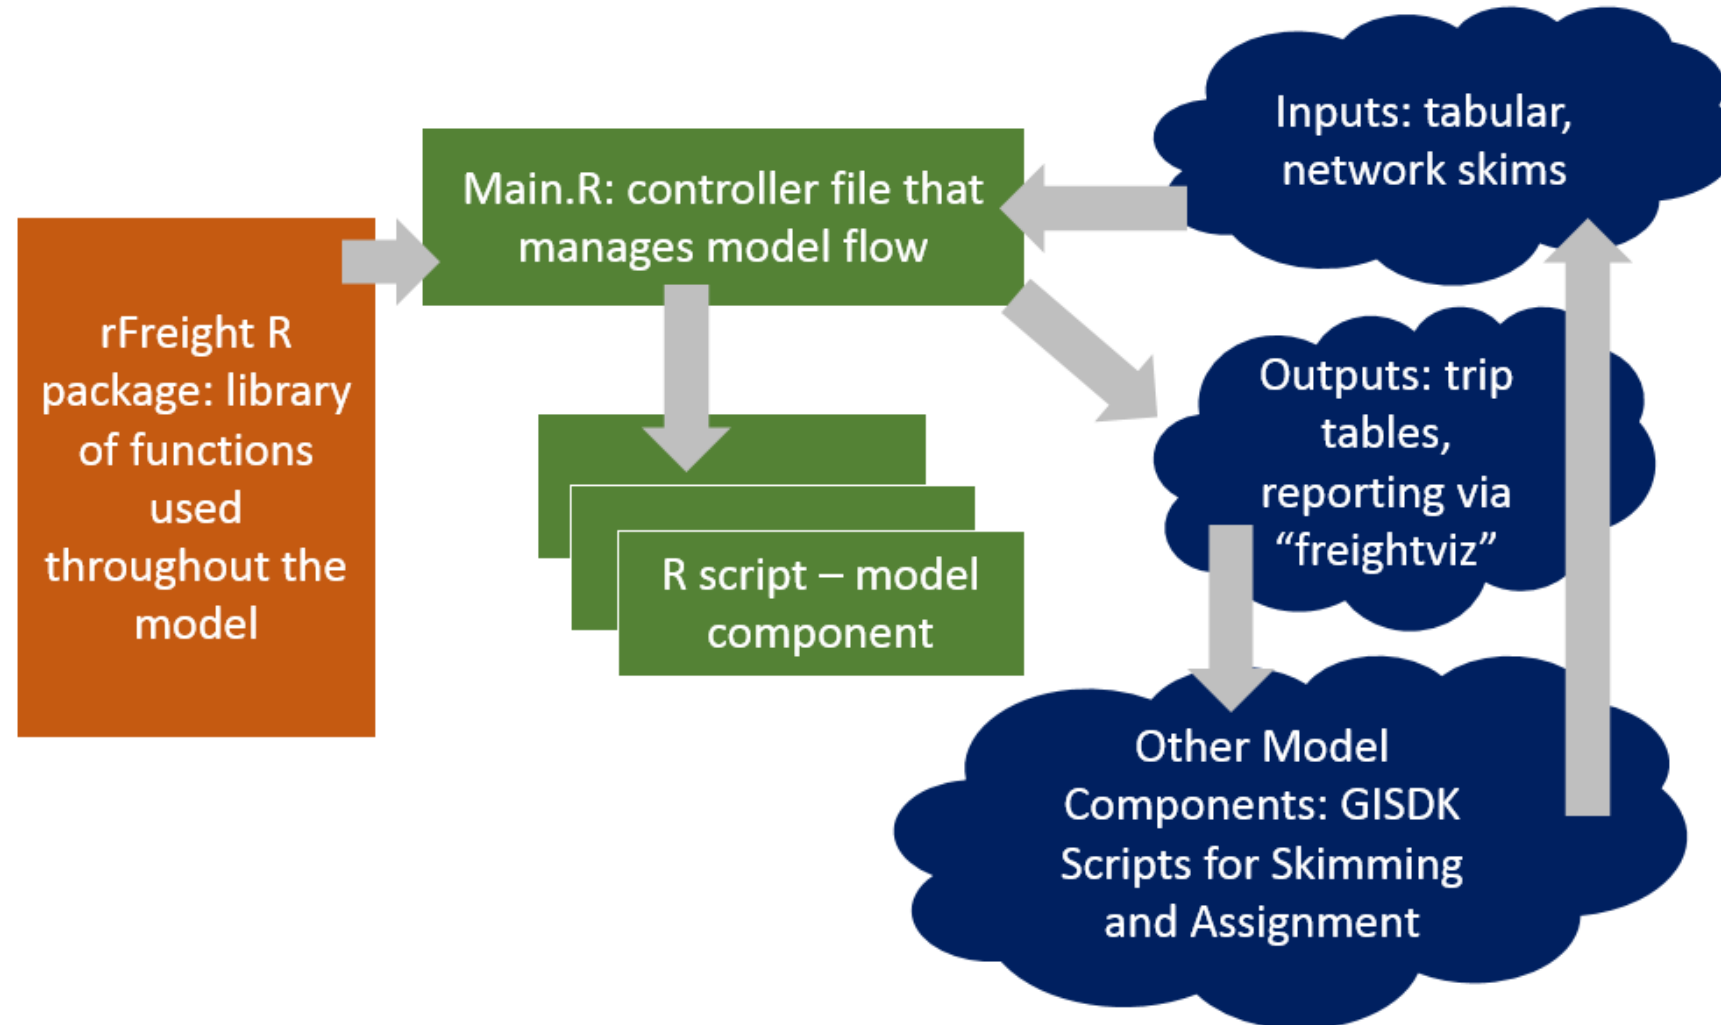 rFreight R
package: library
of functions
used
throughout the
model
Main.R: controller file that
manages model flow
R script – model
component
Inputs: tabular,
network skims
Outputs: trip
tables,
reporting via
“freightviz”
Other Model
Components: GISDK
Scripts for Skimming
and Assignment